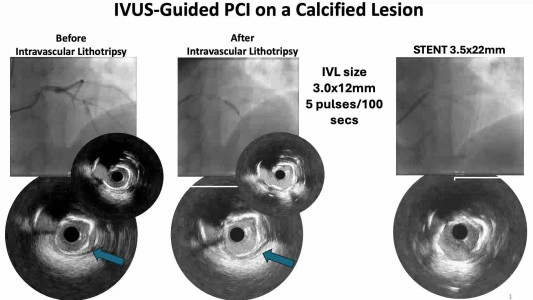 IVUS-Guided PCI on a Calcified Lesion
Before
Intravascular Lithotripsy
After
Intravascular Lithotripsy
IVL size
3.0x12mm
5 pulses/100
secs
STENT 3.5x22mm
1